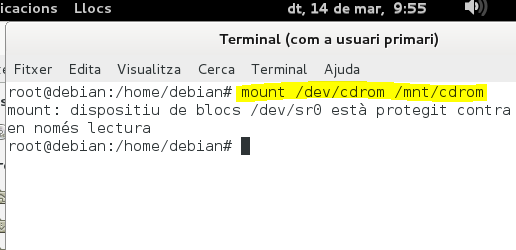 cacions Llocs dt, 14 de mar, 9:55
Terminal (com a usuari primari)
Fitxer Edita Visualitza Cerca Terminal Ajuda
root@debian:/home/debian# mount /dev/cdrom /mnt/cdrom
mount: dispositiu de blocs /dev/sr0 està protegit contra
en només lectura
root@debian:/home/debian#